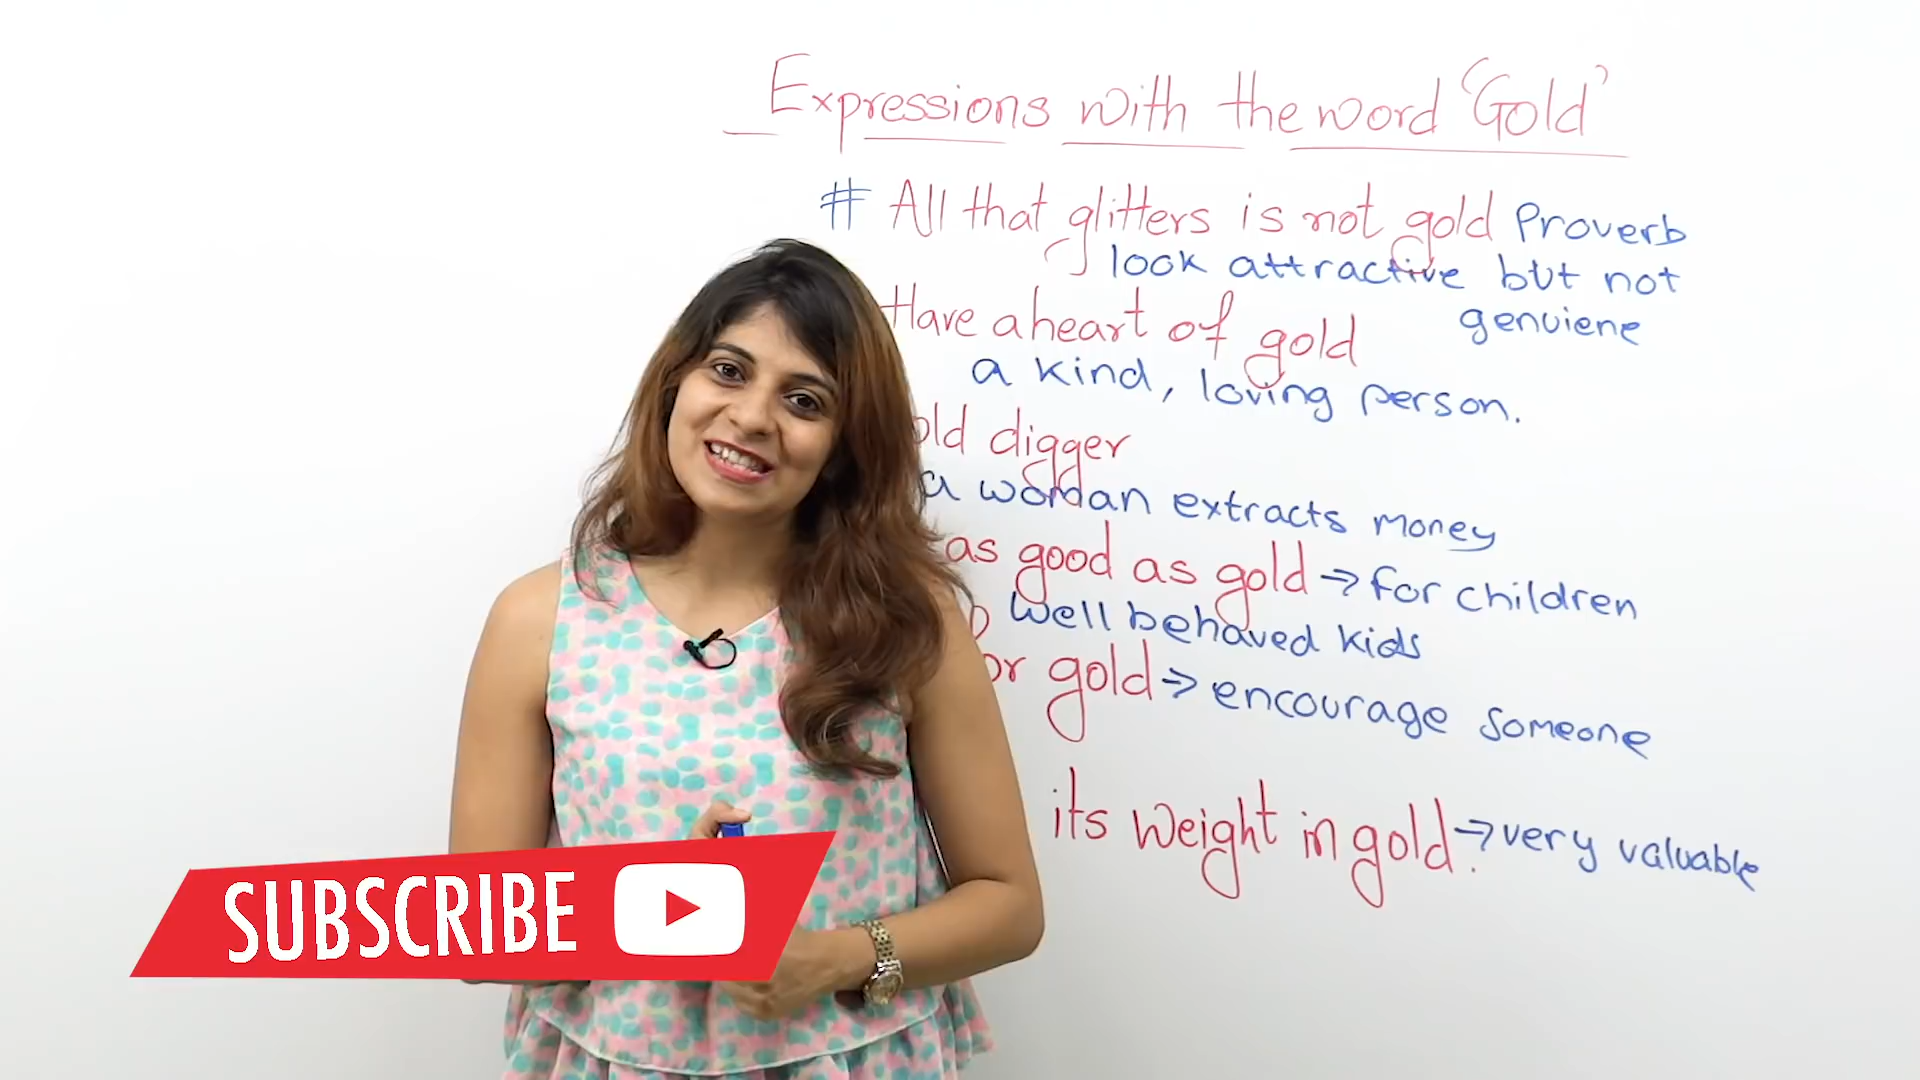 Expressions with the word 'Gold'
# All that glitters is not gold Proverb
look attractive but not
genuiene
Have a heart of gold
a kind, loving person.
old digger
a woman extracts money
as good as gold → for children
well behaved kids
or gold → encourage someone
its weight in gold. → very valuable
SUBSCRIBE